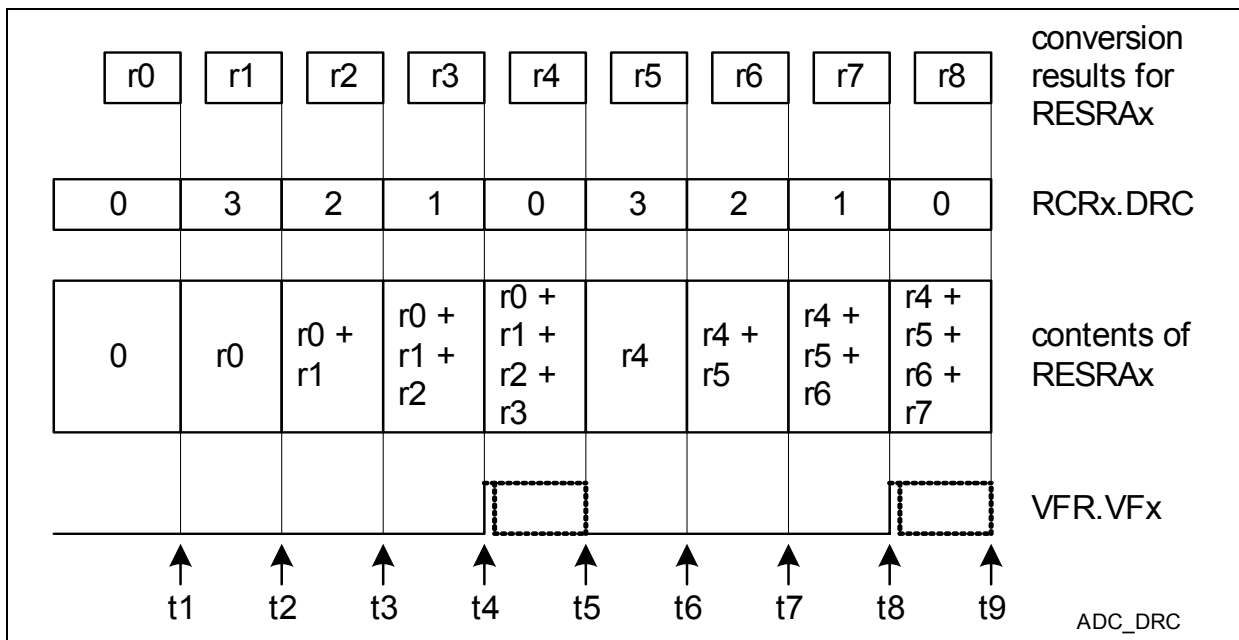 r0 r1 r2 r3 r4 r5 r6 r7 r8
conversion
results for
RESRAx
0 3 2 1 0 3 2 1 0
RCRx.DRC
0
r0
r0 +
r1
r0 +
r1 +
r2
r0 +
r1 +
r2 +
r3
r4
r4 +
r5
r4 +
r5 +
r6
r4 +
r5 +
r6 +
r7
contents of
RESRAx
VFR.VFx
t1 t2 t3 t4 t5 t6 t7 t8 t9
ADC_DRC